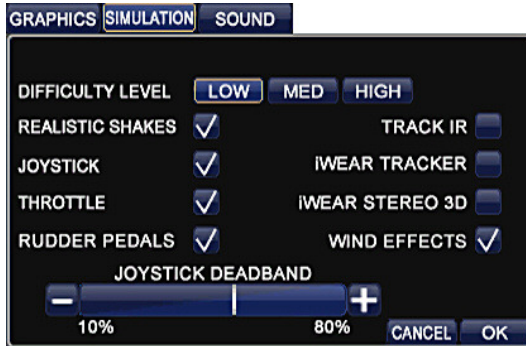 GRAPHICS SIMULATION SOUND
DIFFICULTY LEVEL LOW MED HIGH
REALISTIC SHAKES TRACK IR
JOYSTICK iWEAR TRACKER
THROTTLE iWEAR STEREO 3D
RUDDER PEDALS WIND EFFECTS
JOYSTICK DEADBAND
10% 80%
CANCEL OK